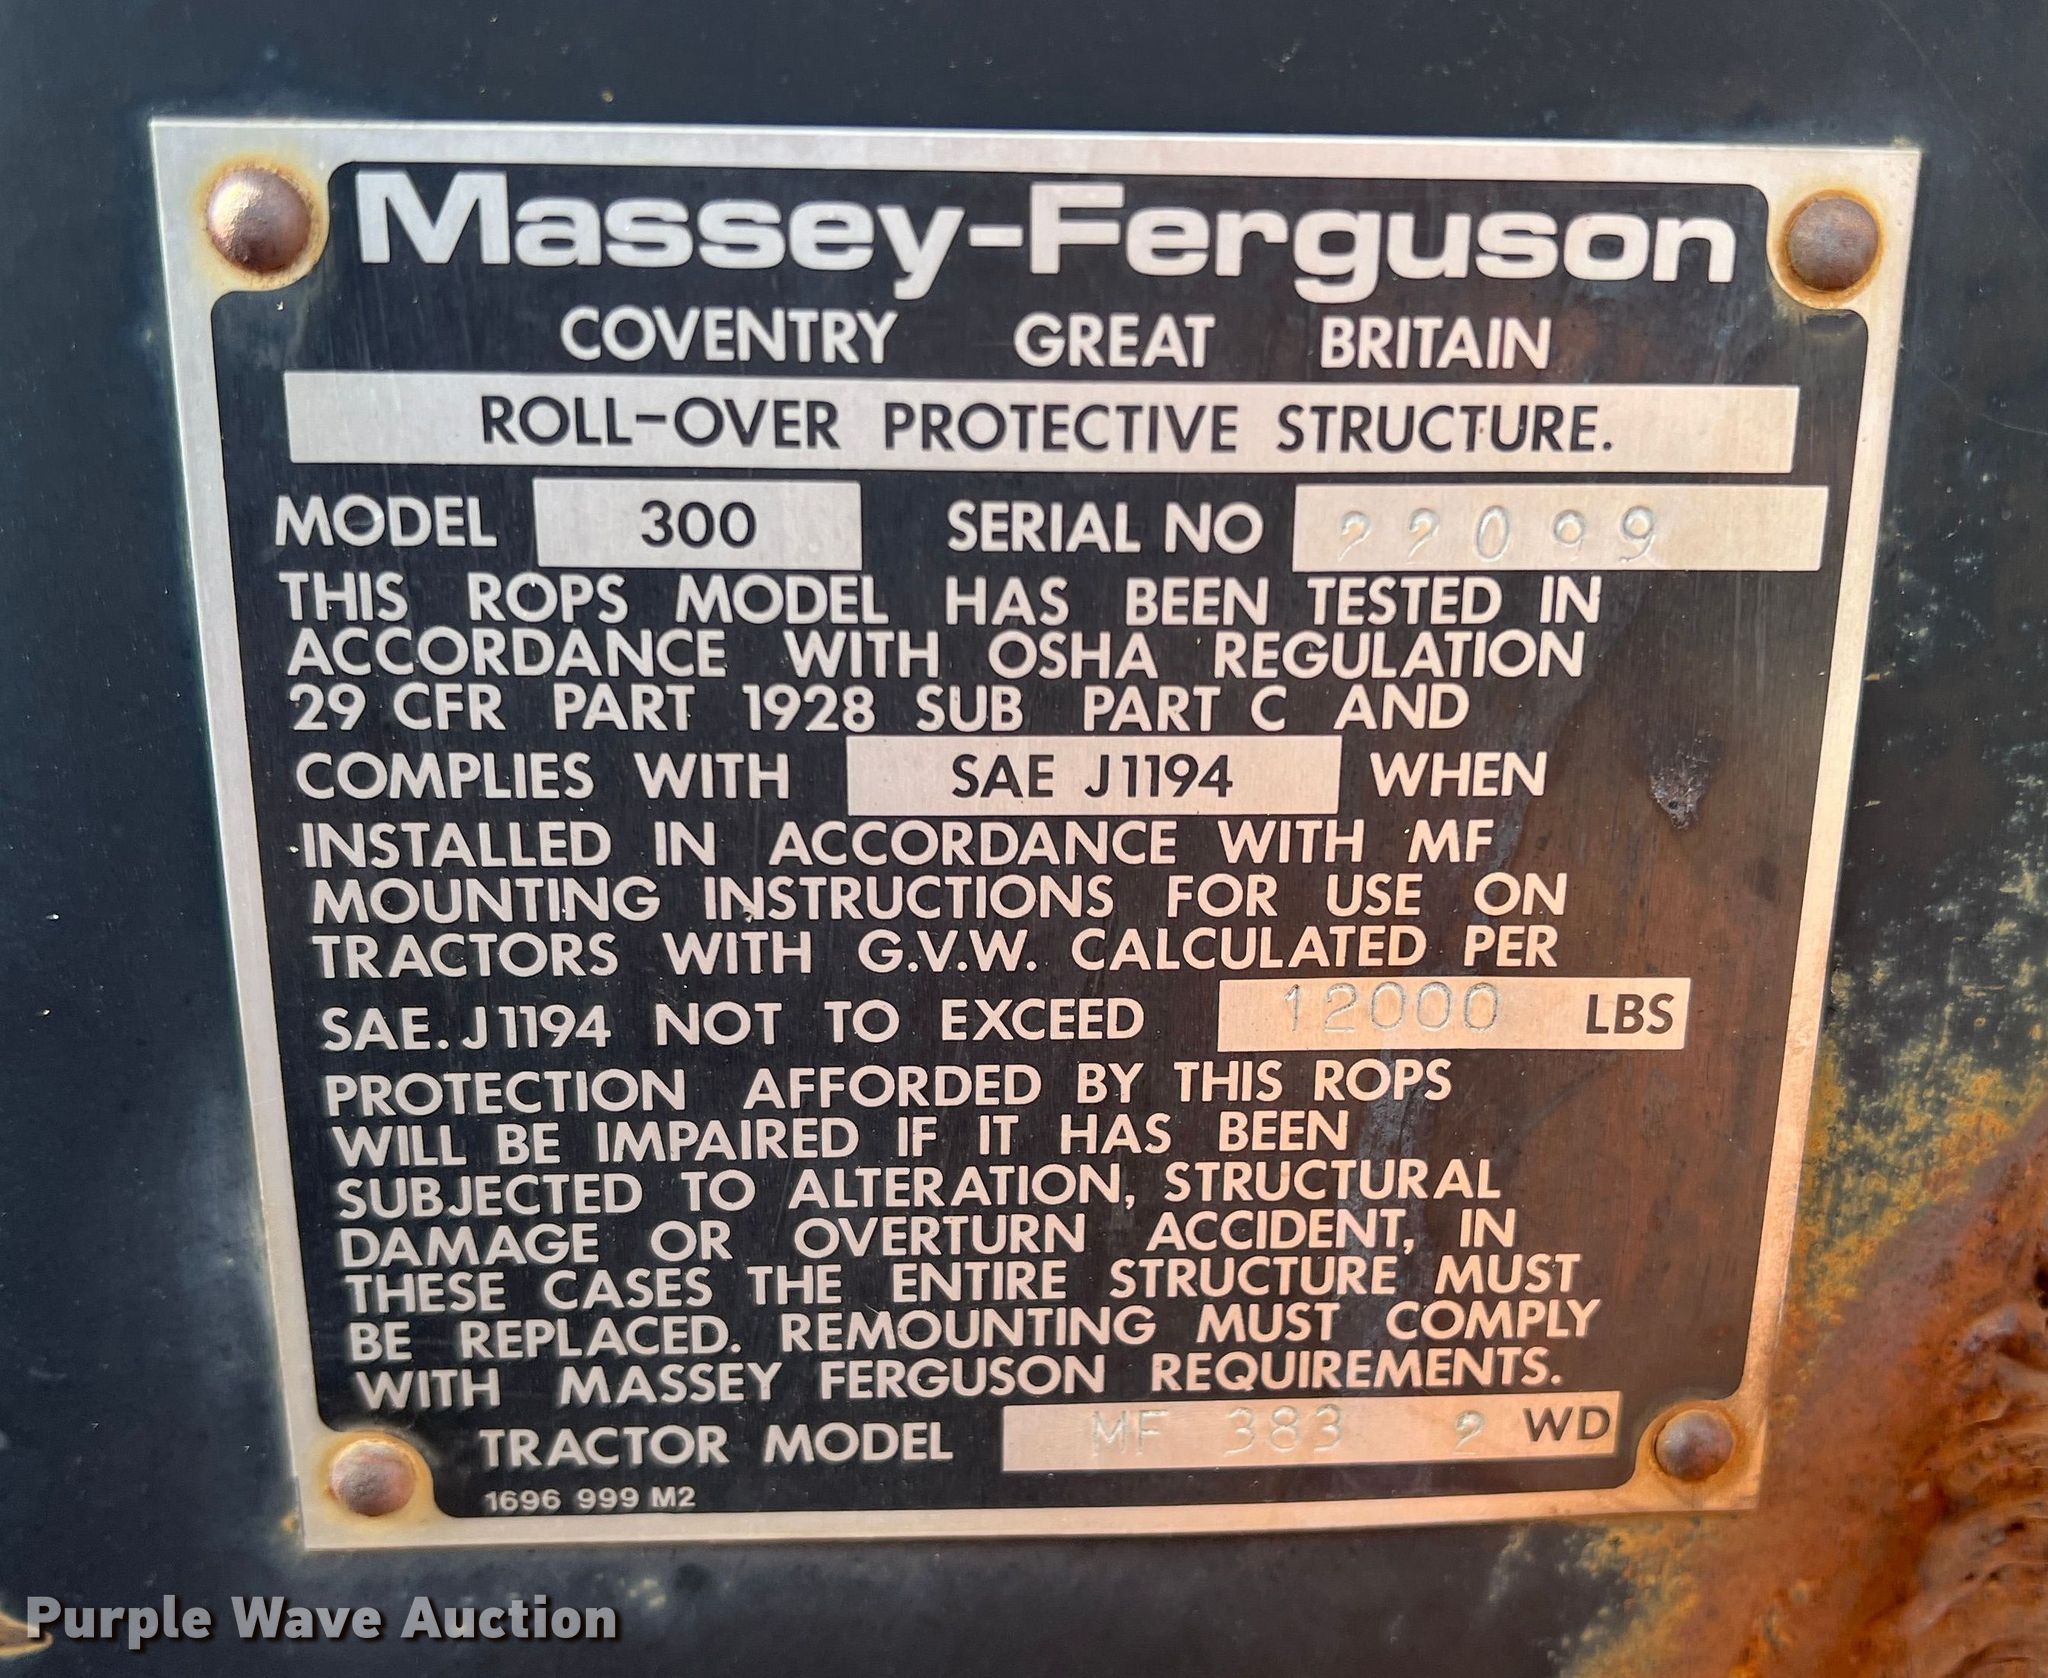 Massey-Ferguson
COVENTRY GREAT BRITAIN
ROLL-OVER PROTECTIVE STRUCTURE.
MODEL 300 SERIAL NO 22099
THIS ROPS MODEL HAS BEEN TESTED IN
ACCORDANCE WITH OSHA REGULATION
29 CFR PART 1928 SUB PART C AND
COMPLIES WITH SAE J1194 WHEN
INSTALLED IN ACCORDANCE WITH MF
MOUNTING INSTRUCTIONS FOR USE ON
TRACTORS WITH G.V.W. CALCULATED PER
SAE. J1194 NOT TO EXCEED 12000 LBS
PROTECTION AFFORDED BY THIS ROPS
WILL BE IMPAIRED IF IT HAS BEEN
SUBJECTED TO ALTERATION, STRUCTURAL
DAMAGE OR OVERTURN ACCIDENT, IN
THESE CASES THE ENTIRE STRUCTURE MUST
BE REPLACED. REMOUNTING MUST COMPLY
WITH MASSEY FERGUSON REQUIREMENTS.
TRACTOR MODEL MF 383 2 WD
1696 999 M2
Purple Wave Auction